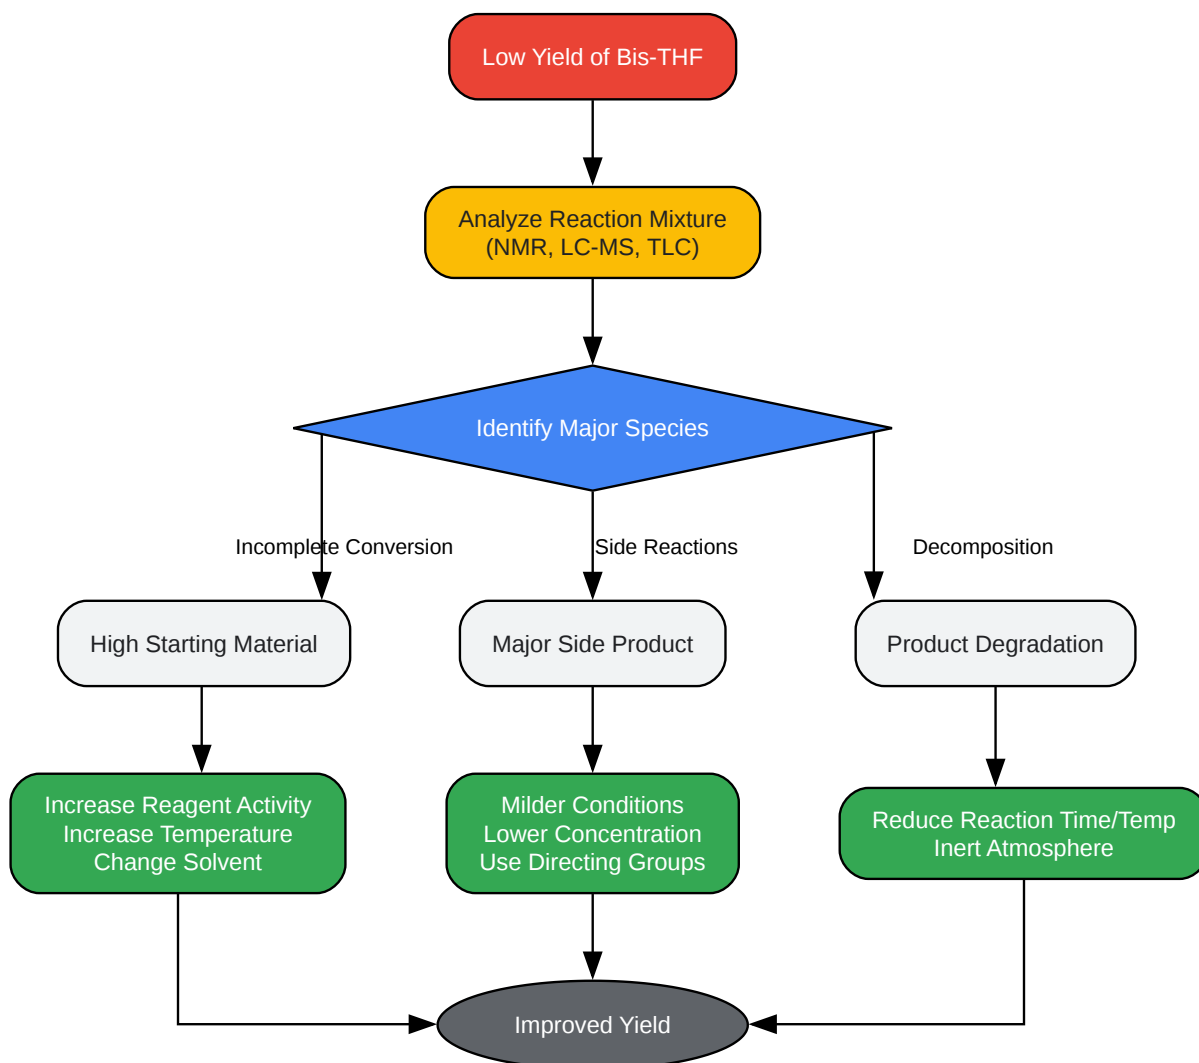 Low Yield of Bis-THF
Analyze Reaction Mixture
(NMR, LC-MS, TLC)
Identify Major Species
Incomplete Conversion
Side Reactions
Decomposition
High Starting Material
Major Side Product
Product Degradation
Increase Reagent Activity
Increase Temperature
Change Solvent
Milder Conditions
Lower Concentration
Use Directing Groups
Reduce Reaction Time/Temp
Inert Atmosphere
Improved Yield